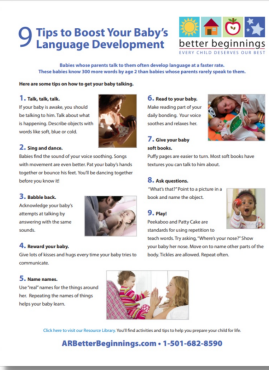 9 Tips to Boost Your Baby's
Language Development
better beginnings
EVERY CHILD DESERVES OUR BEST
Babies whose parents talk to them often develop language at a faster rate.
Those babies know 300 more words by age 2 than babies whose parents rarely speak to them.
Here are some tips on how to get your baby talking.
1. Talk, talk, talk.
If your baby is awake, you should
be talking to him. Talk about what
is happening. Describe objects with
words like soft, blue or cold.
2. Sing and dance.
Babies find the sound of your voice soothing. Songs
with movement are even better. Pat your baby's hands
together or bounce his feet. You'll be dancing together
before you know it!
3. Babble back.
Acknowledge your baby's
attempts at talking by
answering with the same
sounds.
4. Reward your baby.
Give lots of kisses and hugs every time your baby tries to
communicate.
5. Name names.
Use "real" names for the things around
her. Repeating the names of things
helps your baby learn.
6. Read to your baby.
Make reading part of your
daily bonding. Your voice
soothes and relaxes her.
7. Give your baby
soft books.
Puffy pages are easier to turn. Most soft books have
textures you can talk to him about.
8. Ask questions.
"What's that?" Point to a picture in a
book and name the object.
9. Play!
Peekaboo and Patty Cake are
standards for using repetition to
teach words. Try asking, "Where's your nose?" Show
your baby her nose. Move on to name other parts of the
body. Tickles are allowed. Repeat often.
Click here to visit our Resource Library. You'll find activities and tips to help you prepare your child for life.
ARBetterBeginnings.com • 1-501-682-8590